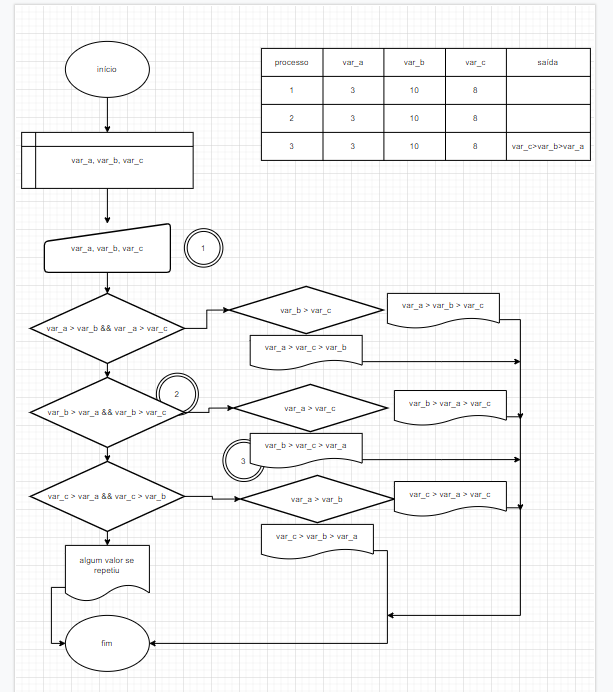 início
processo var_a var_b var_c saída
1 3 10 8
2 3 10 8
3 3 10 8 var_c>var_b>var_a
var_a, var_b, var_c
var_a, var_b, var_c
1
var_a > var_b && var _a > var_c
var_b > var_c
var_a > var_b > var_c
var_a > var_c > var_b
2
var_b > var_a && var_b > var_c
var_a > var_c
var_b > var_a > var_c
var_b > var_c > var_a
3
var_c > var_a && var_c > var_b
var_a > var_b
var_c > var_a > var_c
var_c > var_b > var_a
algum valor se
repetiu
fim